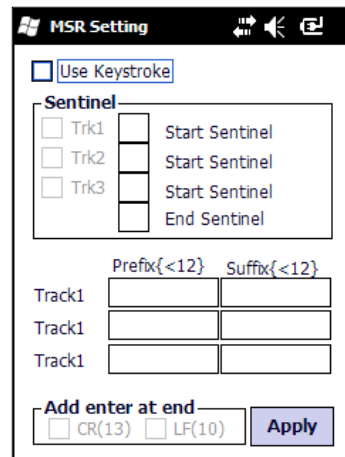 MSR Setting
Use Keystroke
Sentinel
Trk1 Start Sentinel
Trk2 Start Sentinel
Trk3 Start Sentinel
End Sentinel
Prefix{<12} Suffix{<12}
Track1
Track1
Track1
Add enter at end
CR(13) LF(10) Apply